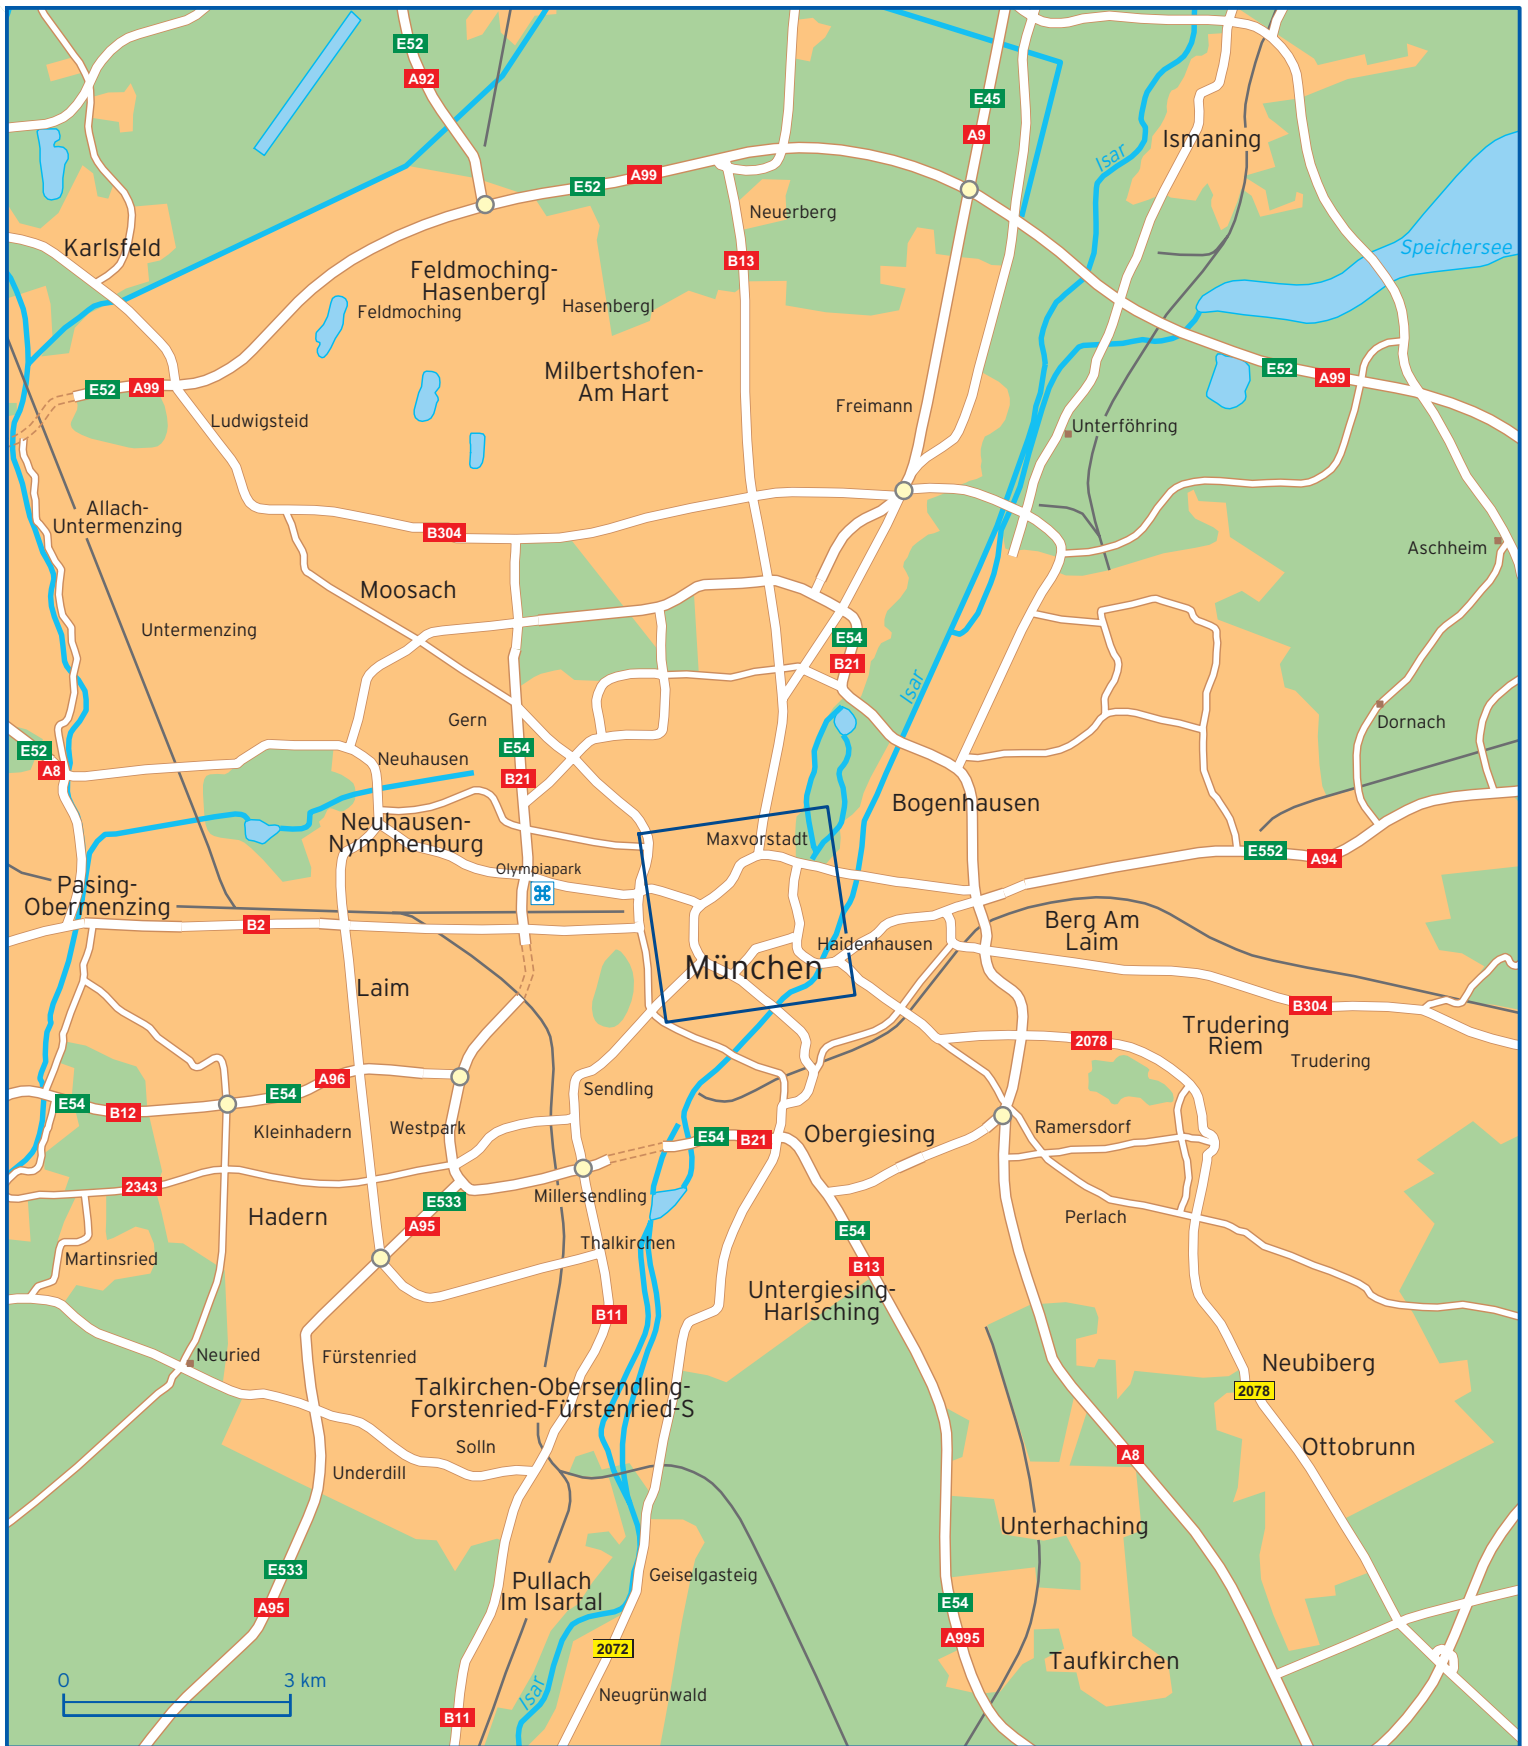 E52
A92
E45
A9
Ismaning
Isar
A99
E52
Neuerberg
Karlsfeld
Speichersee
B13
Feldmoching-
Hasenbergl
Hasenbergl
Feldmoching
Milbertshofen-
Am Hart
E52
A99
E52
A99
Freimann
Ludwigsteid
Unterföhring
Allach-
Untermenzing
B304
Aschheim
Moosach
Untermenzing
E54
B21
Isar
Gern
Dornach
E52
A8
E54
B21
Neuhausen
Bogenhausen
Neuhausen-
Nymphenburg
Maxvorstadt
E552
A94
Olympiapark
Pasing-
Obermenzing
B2
Berg Am
Laim
Haidenhausen
München
Laim
B304
Trudering
Riem
2078
Trudering
A96
E54
Sendling
E54
B12
Kleinhadern
Westpark
E54
B21
Obergiesing
Ramersdorf
2343
E533
A95
Millersendling
Hadern
Perlach
E54
B13
Thalkirchen
Martinsried
Untergiesing-
Harlsching
B11
Neuried
Fürstenried
Neubiberg
2078
Talkirchen-Obersendling-
Forstenried-Fürstenried-S
Solln
Ottobrunn
A8
Underdill
Unterhaching
E533
A95
Pullach
Im Isartal
Geiselgasteig
E54
A995
2072
Taufkirchen
0
3 km
Isar
Neugrünwald
B11